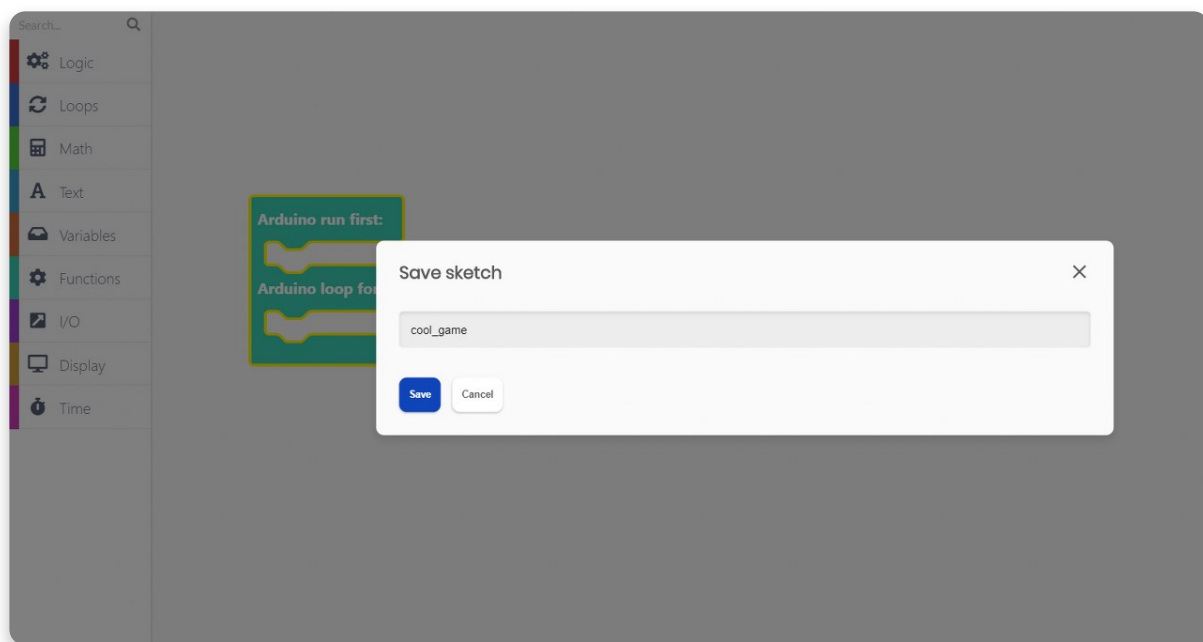 Search...
Logic
Loops
Math
Text
Variables
Functions
I/O
Display
Time
Arduino run first:
Arduino loop for
Save sketch
cool_game
Save
Cancel